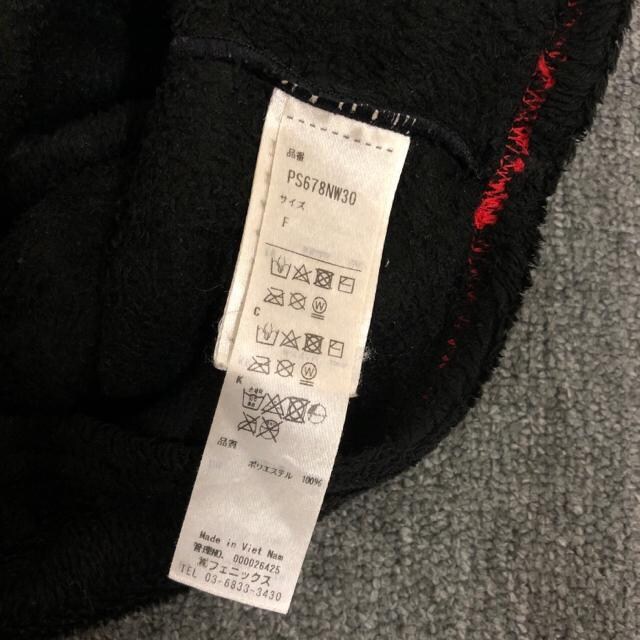 品番
PS678NW30
サイズ
F
C
K
品名
ポリエステル 100%
Made in Viet Nam
管理NO. 000026425
㈱フェニックス
TEL 03-6833-3430